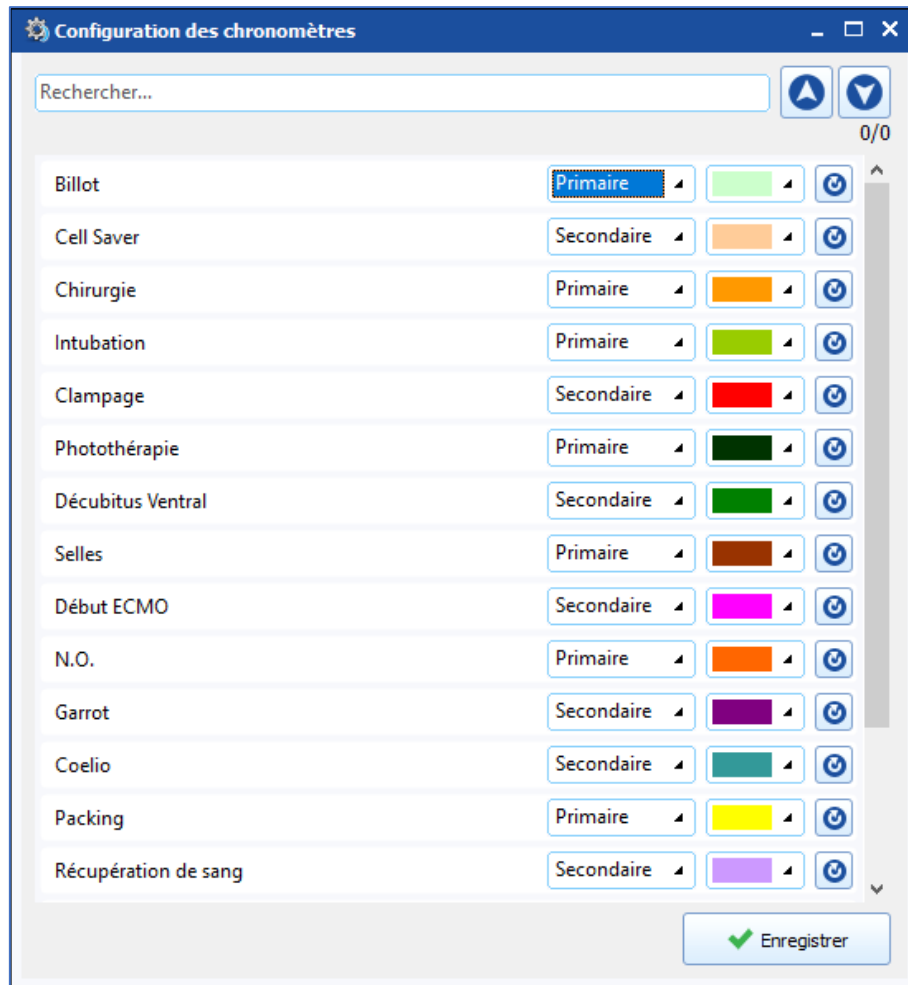 Configuration des chronomètres
Rechercher...
0/0
Billot Primaire
Cell Saver Secondaire
Chirurgie Primaire
Intubation Primaire
Clampage Secondaire
Photothérapie Primaire
Décubitus Ventral Secondaire
Selles Primaire
Début ECMO Secondaire
N.O. Primaire
Garrot Secondaire
Coelio Secondaire
Packing Primaire
Récupération de sang Secondaire
Enregistrer